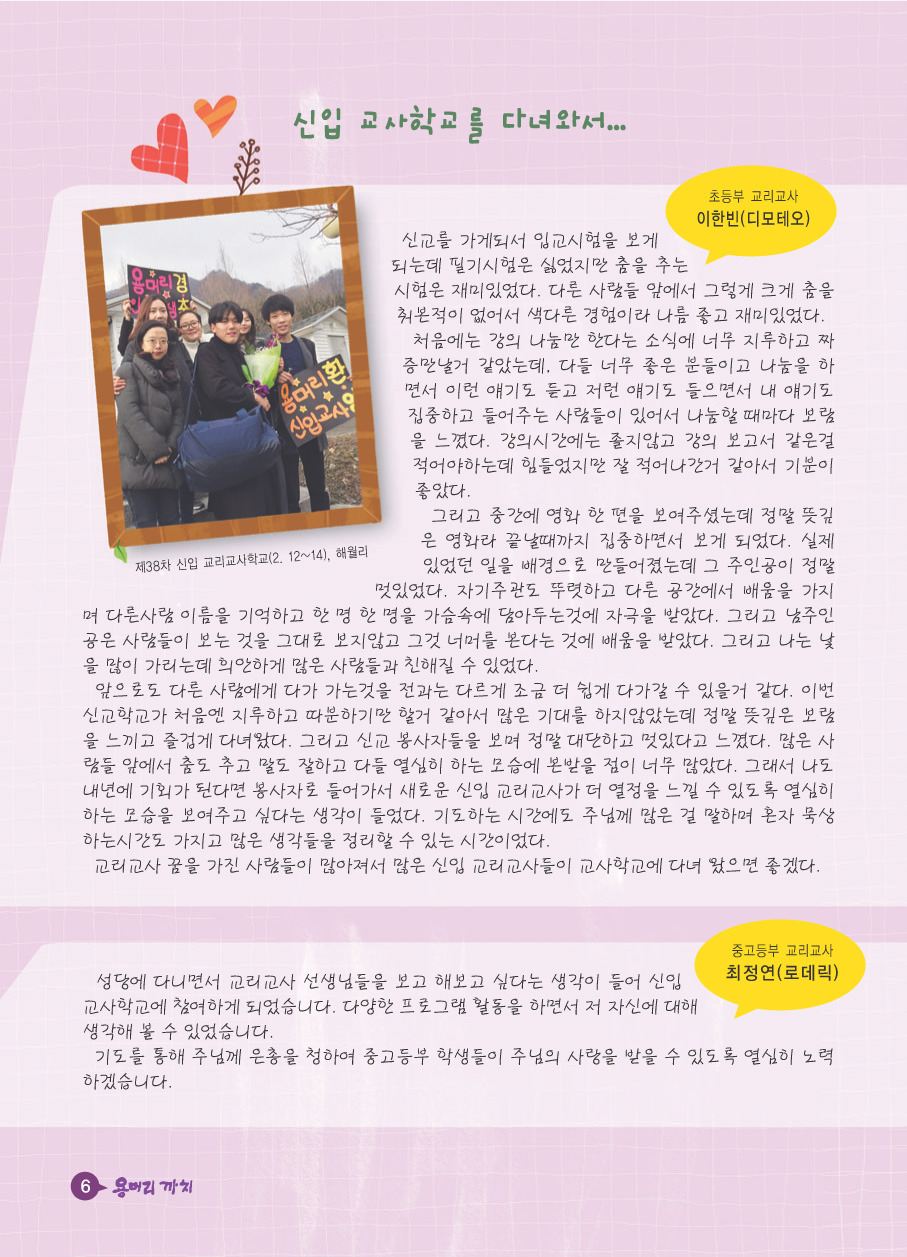 신입 교사학교를 다녀와서...
초등부 교리교사
이한빈(디모테오)
용머리경
용머리환!
신입교사
제38차 신입 교리교사학교(2. 12~14), 해월리
신교를 가게되서 입교시험을 보게
되는데 필기시험은 싫었지만 춤을 추는
시험은 재미있었다. 다른 사람들 앞에서 그렇게 크게 춤을
춰본적이 없어서 색다른 경험이라 나름 좋고 재미있었다.
처음에는 강의 나눔만 한다는 소식에 너무 지루하고 짜
증만날거 같았는데, 다들 너무 좋은 분들이고 나눔을 하
면서 이런 얘기도 듣고 저런 얘기도 들으면서 내 얘기도
집중하고 들어주는 사람들이 있어서 나눔할 때마다 보람
을 느꼈다. 강의시간에는 졸지않고 강의 보고서 같은걸
적어야하는데 힘들었지만 잘 적어나간거 같아서 기분이
좋았다.
그리고 중간에 영화 한 편을 보여주셨는데 정말 뜻깊
은 영화라 끝날때까지 집중하면서 보게 되었다. 실제
있었던 일을 배경으로 만들어졌는데 그 주인공이 정말
멋있었다. 자기주관도 뚜렷하고 다른 공간에서 배움을 가지
며 다른사람 이름을 기억하고 한 명 한 명을 가슴속에 담아두는것에 자극을 받았다. 그리고 남주인
공은 사람들이 보는 것을 그대로 보지않고 그것 너머를 본다는 것에 배움을 받았다. 그리고 나는 낯
을 많이 가리는데 희안하게 많은 사람들과 친해질 수 있었다.
앞으로도 다른 사람에게 다가 가는것을 전과는 다르게 조금 더 쉽게 다가갈 수 있을거 같다. 이번
신교학교가 처음엔 지루하고 따분하기만 할거 같아서 많은 기대를 하지않았는데 정말 뜻깊은 보람
을 느끼고 즐겁게 다녀왔다. 그리고 신교 봉사자들을 보며 정말 대단하고 멋있다고 느꼈다. 많은 사
람들 앞에서 춤도 추고 말도 잘하고 다들 열심히 하는 모습에 본받을 점이 너무 많았다. 그래서 나도
내년에 기회가 된다면 봉사자로 들어가서 새로운 신입 교리교사가 더 열정을 느낄 수 있도록 열심히
하는 모습을 보여주고 싶다는 생각이 들었다. 기도하는 시간에도 주님께 많은 걸 말하며 혼자 묵상
하는시간도 가지고 많은 생각들을 정리할 수 있는 시간이었다.
교리교사 꿈을 가진 사람들이 많아져서 많은 신입 교리교사들이 교사학교에 다녀 왔으면 좋겠다.
중고등부 교리교사
최정연(로데릭)
성당에 다니면서 교리교사 선생님들을 보고 해보고 싶다는 생각이 들어 신입
교사학교에 참여하게 되었습니다. 다양한 프로그램 활동을 하면서 저 자신에 대해
생각해 볼 수 있었습니다.
기도를 통해 주님께 은총을 청하여 중고등부 학생들이 주님의 사랑을 받을 수 있도록 열심히 노력
하겠습니다.
6 용머리 까치